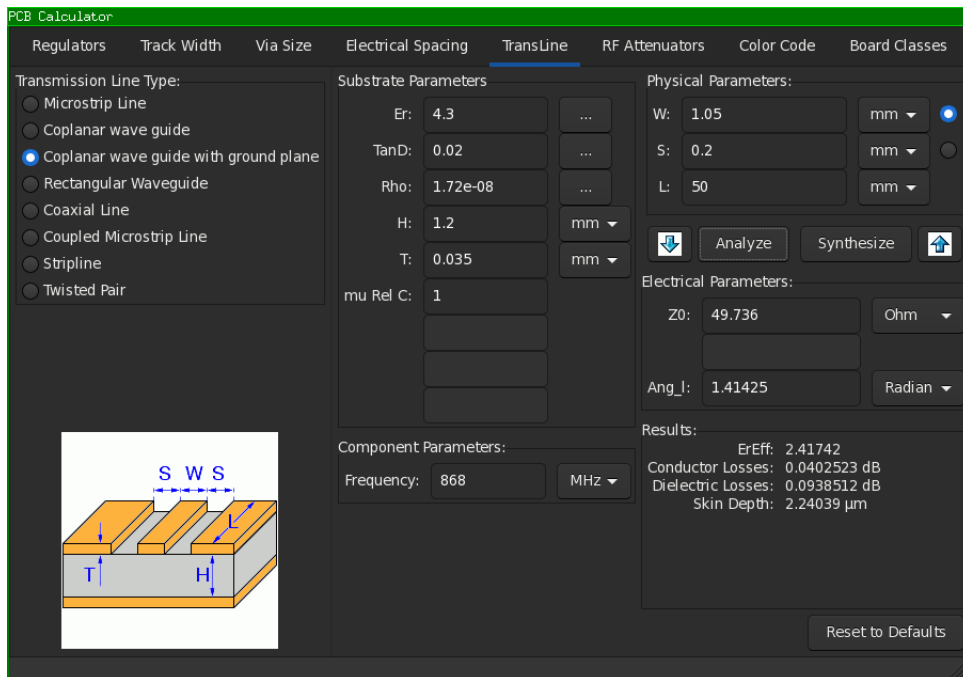 PCB Calculator
Regulators Track Width Via Size Electrical Spacing TransLine RF Attenuators Color Code Board Classes
Transmission Line Type:
Microstrip Line
Coplanar wave guide
Coplanar wave guide with ground plane
Rectangular Waveguide
Coaxial Line
Coupled Microstrip Line
Stripline
Twisted Pair
S W S
L
T
H
Substrate Parameters
Er: 4.3 ...
TanD: 0.02 ...
Rho: 1.72e-08 ...
H: 1.2 mm
T: 0.035 mm
mu Rel C: 1
Component Parameters:
Frequency: 868 MHz
Physical Parameters:
W: 1.05 mm
S: 0.2 mm
L: 50 mm
Analyze Synthesize
Electrical Parameters:
Z0: 49.736 Ohm
Ang_l: 1.41425 Radian
Results:
ErEff: 2.41742
Conductor Losses: 0.0402523 dB
Dielectric Losses: 0.0938512 dB
Skin Depth: 2.24039 µm
Reset to Defaults